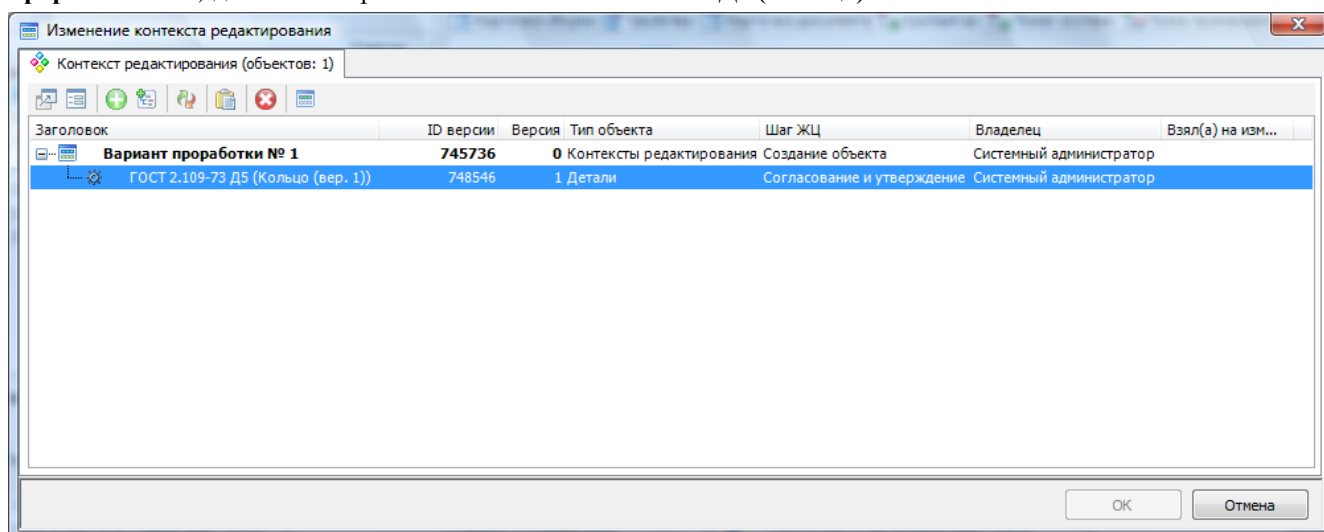 Изменение контекста редактирования
Контекст редактирования (объектов: 1)
Заголовок ID версии Версия Тип объекта Шаг ЖЦ Владелец Взял(а) на изм...
Вариант проработки № 1 745736 0 Контексты редактирования Создание объекта Системный администратор
ГОСТ 2.109-73 Д5 (Кольцо (вер. 1)) 748546 1 Детали Согласование и утверждение Системный администратор
OK Отмена